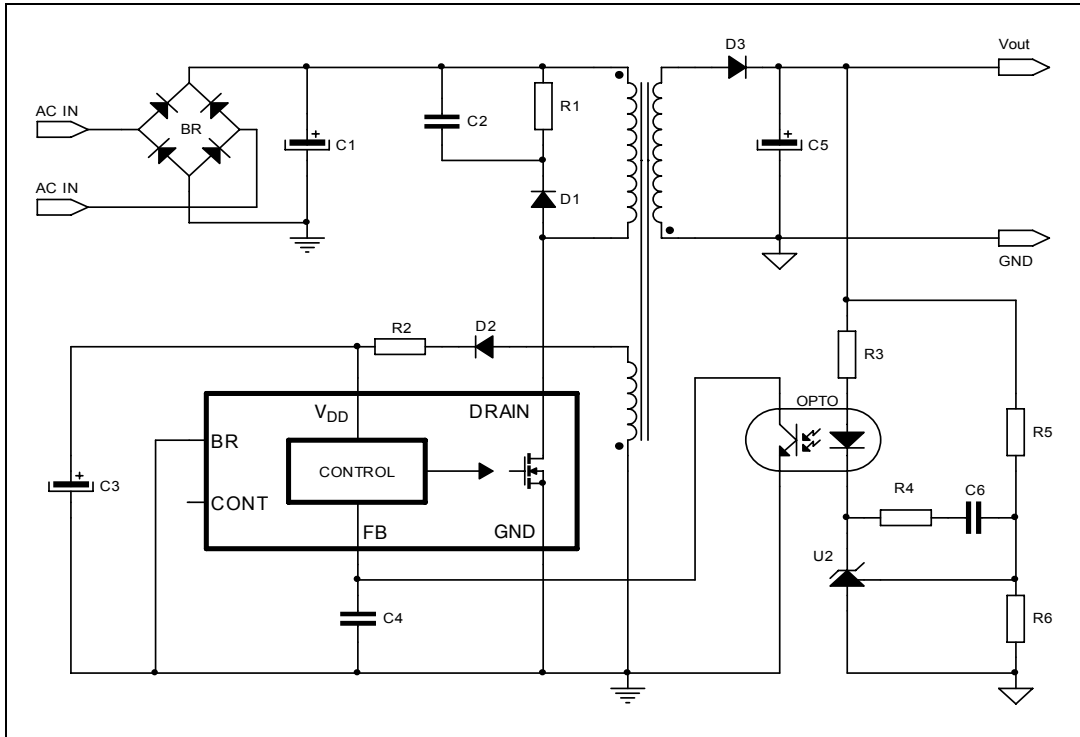 D3
Vout
AC IN
BR
R1
C2
C1
C5
AC IN
D1
GND
R2
D2
R3
VDD
DRAIN
OPTO
BR
R5
CONTROL
C3
CONT
R4
C6
FB
GND
U2
C4
R6